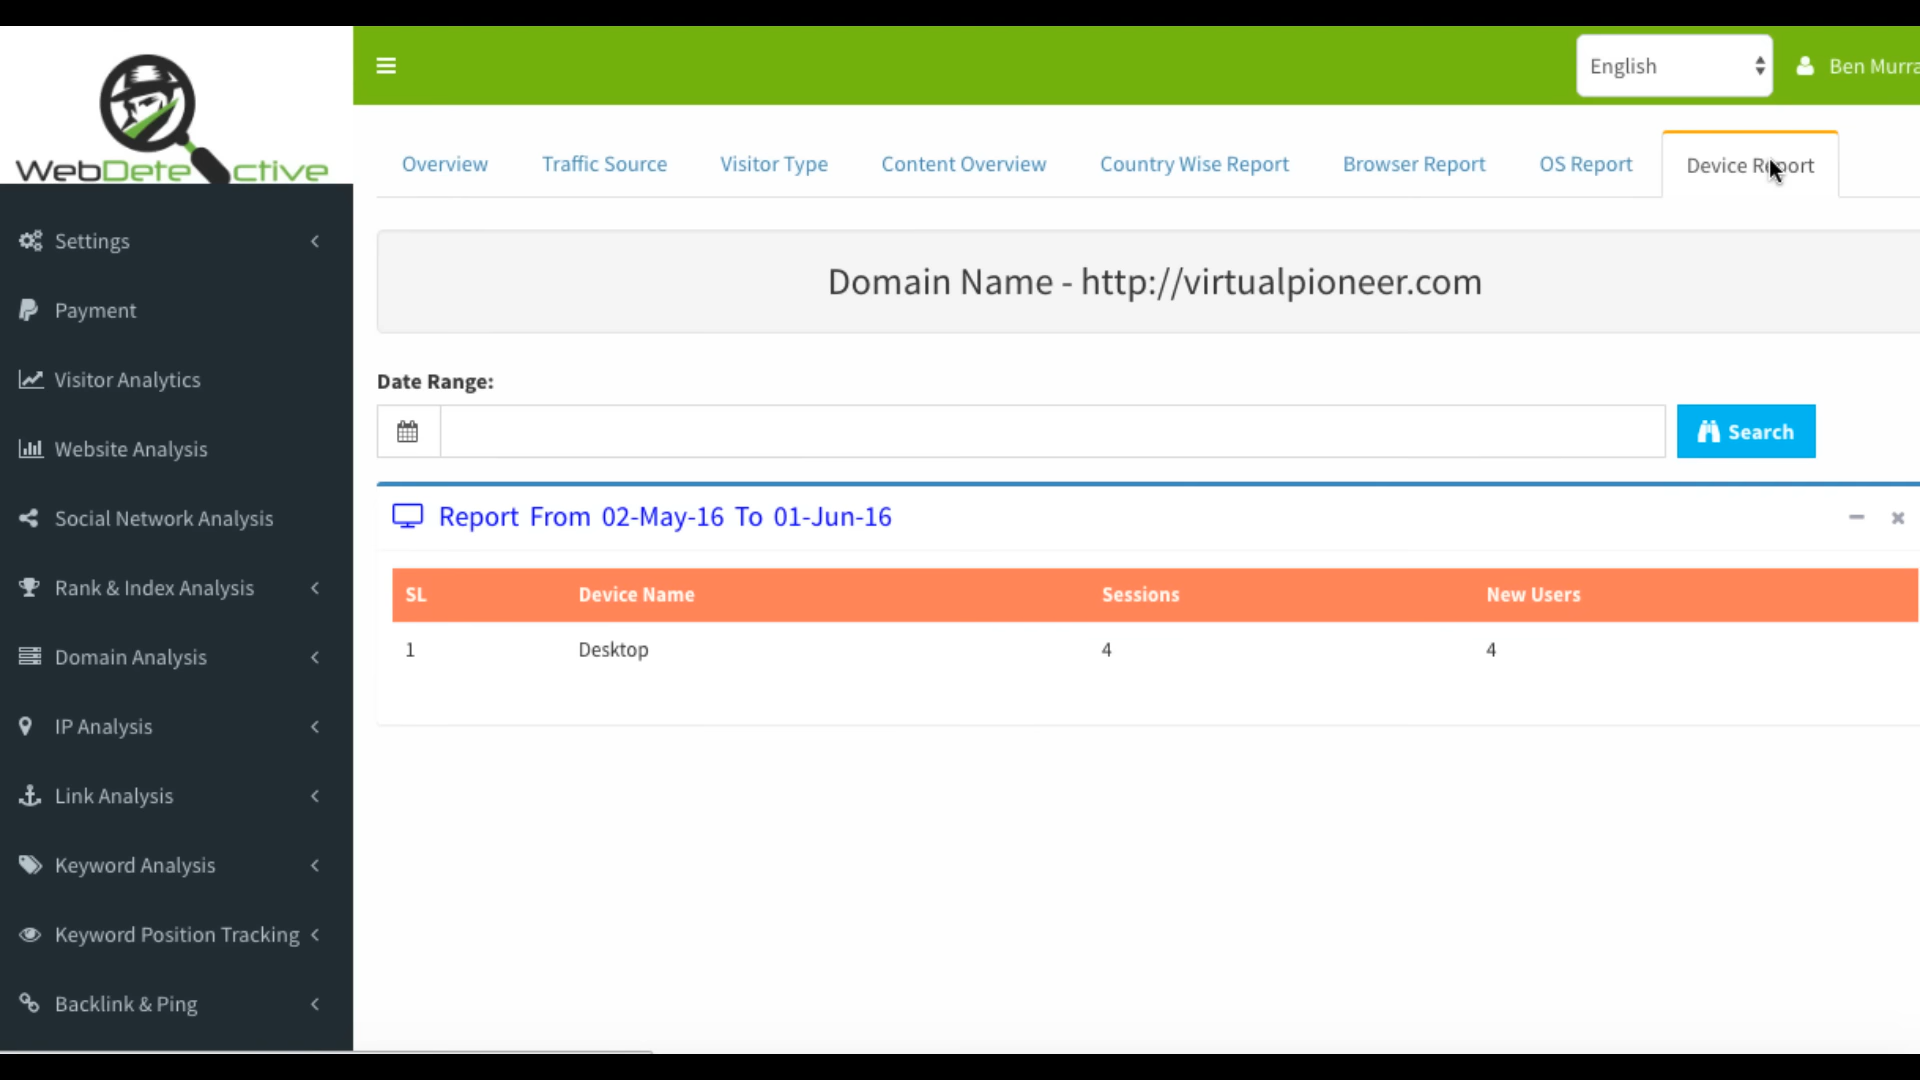 WebDetective
English
Ben Murra
Overview
Traffic Source
Visitor Type
Content Overview
Country Wise Report
Browser Report
OS Report
Device Report
Settings
Payment
Visitor Analytics
Website Analysis
Social Network Analysis
Rank & Index Analysis
Domain Analysis
IP Analysis
Link Analysis
Keyword Analysis
Keyword Position Tracking
Backlink & Ping
Domain Name - http://virtualpioneer.com
Date Range:
Search
Report From 02-May-16 To 01-Jun-16
SL Device Name Sessions New Users
1 Desktop 4 4